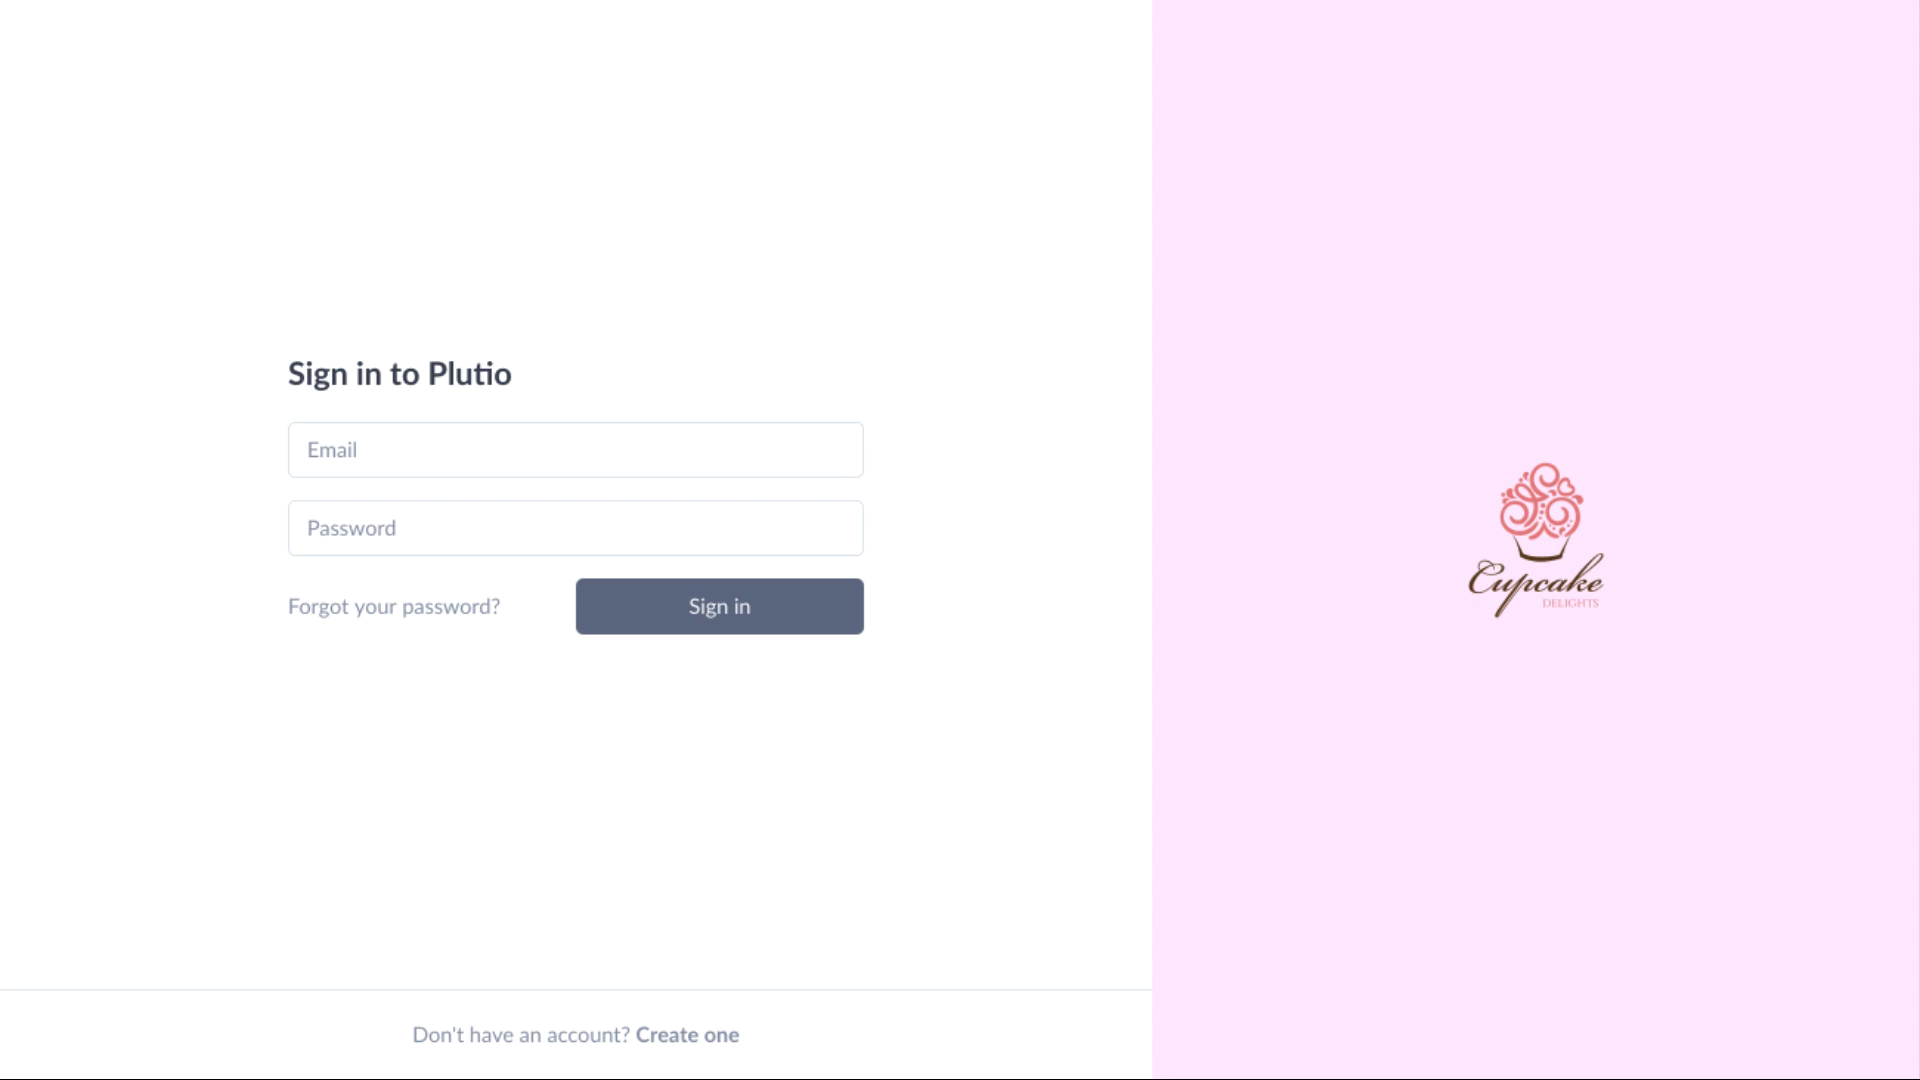 Sign in to Plutio
Email
Password
Forgot your password?
Sign in
Don't have an account? Create one
Cupcake
DELIGHTS